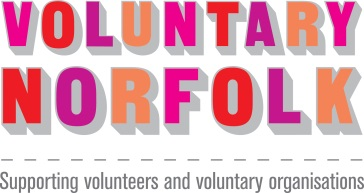 VOLUNTARY
NORFOLK
Supporting volunteers and voluntary organisations